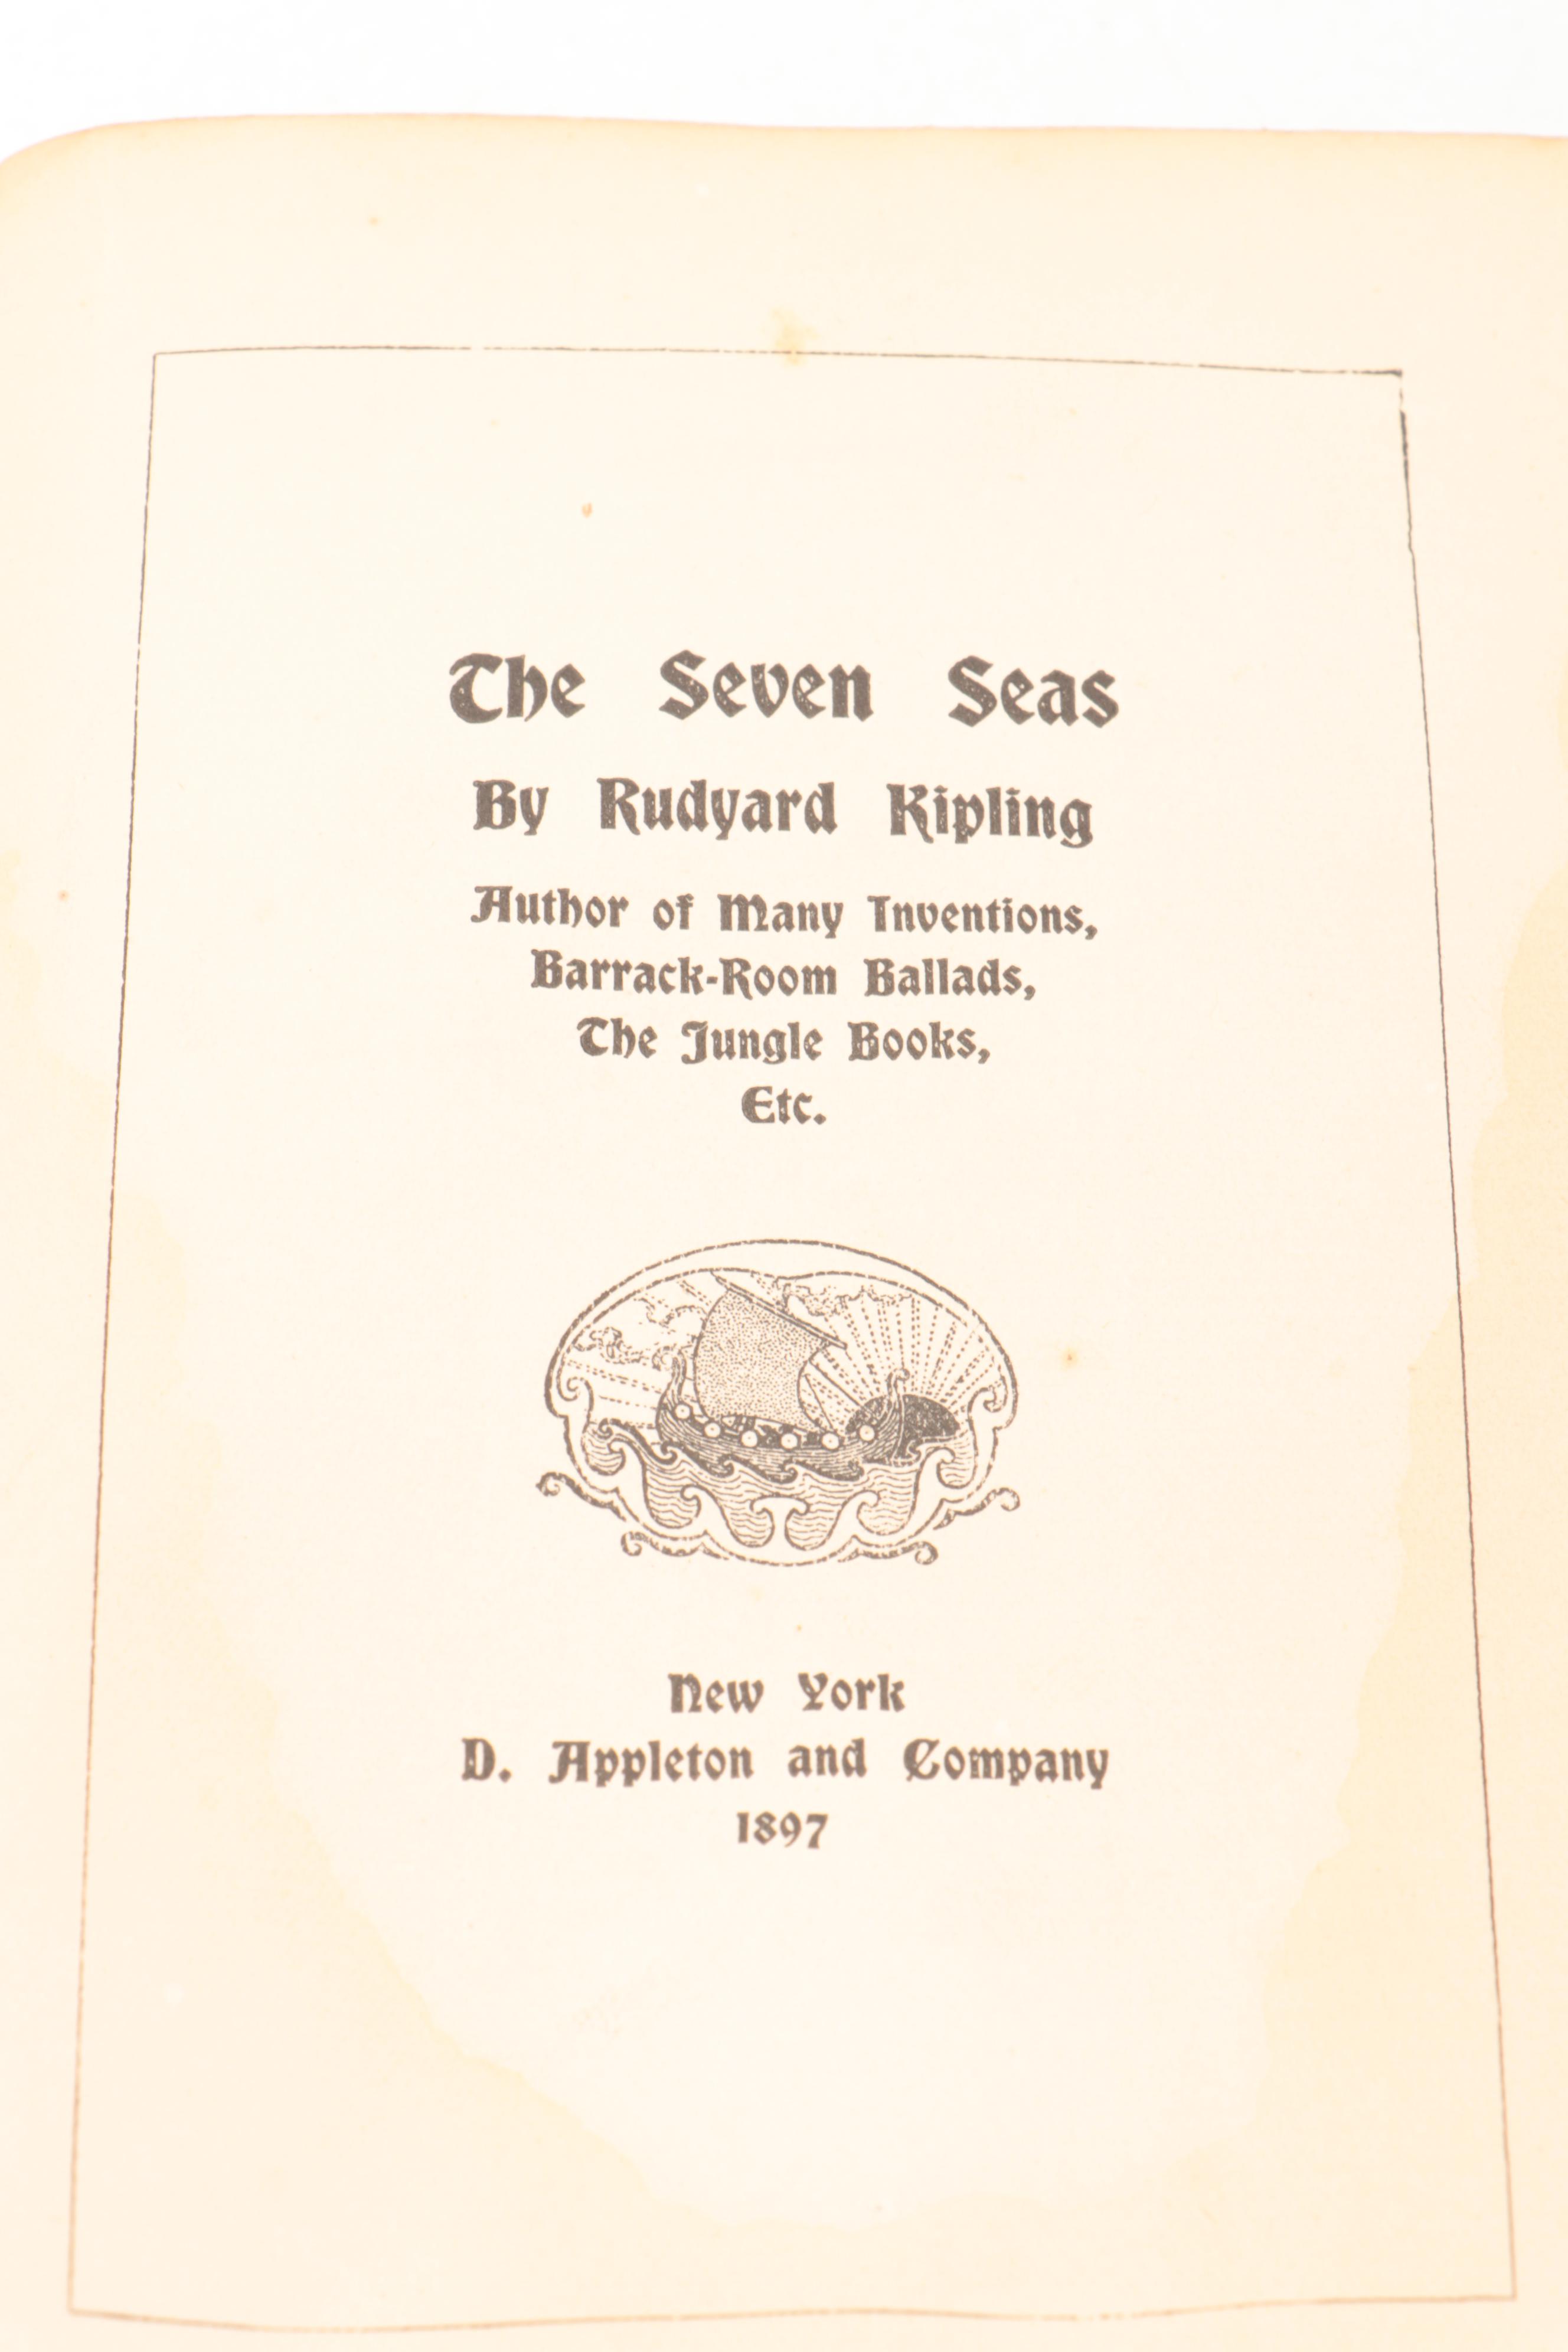 The Seven Seas
By Rudyard Kipling
Author of Many Inventions,
Barrack-Room Ballads,
The Jungle Books,
Etc.
New York
D. Appleton and Company
1897